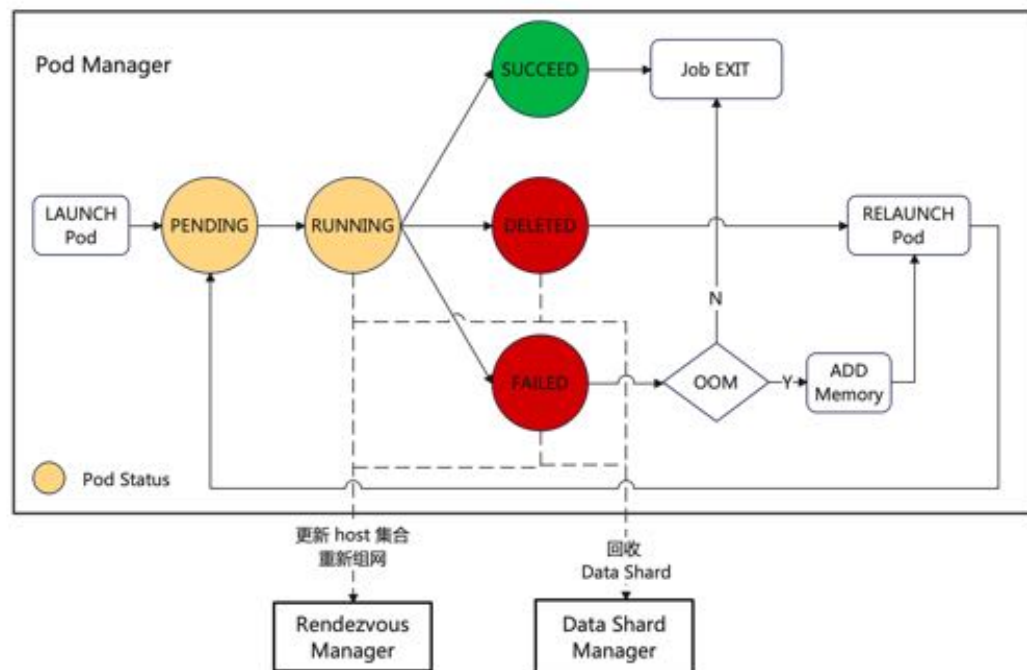 Pod Manager
SUCCEED
Job EXIT
LAUNCH
Pod
PENDING
RUNNING
DELETED
RELAUNCH
Pod
N
FAILED
OOM
Y
ADD
Memory
Pod Status
更新 host 集合
重新组网
回收
Data Shard
Rendezvous
Manager
Data Shard
Manager